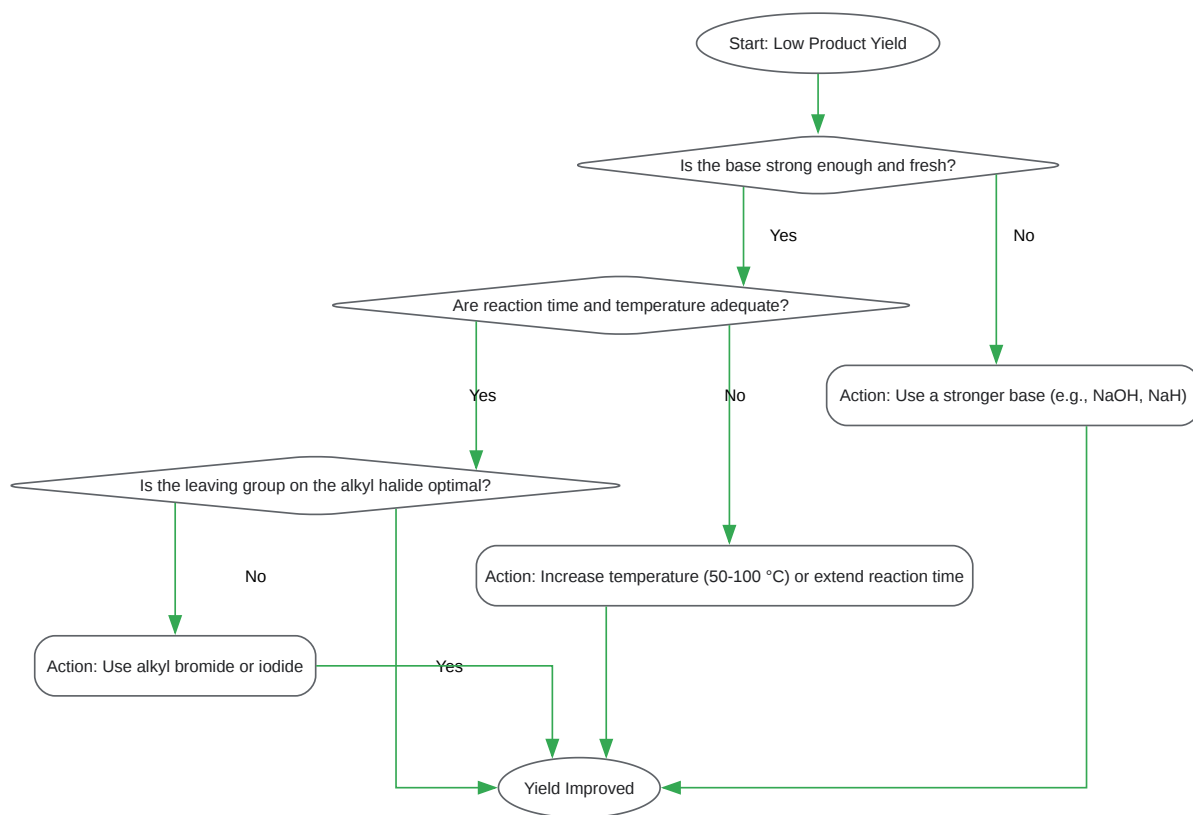 Start: Low Product Yield
Is the base strong enough and fresh?
Yes
No
Are reaction time and temperature adequate?
Yes
No
Action: Use a stronger base (e.g., NaOH, NaH)
Is the leaving group on the alkyl halide optimal?
No
Action: Increase temperature (50-100 °C) or extend reaction time
Action: Use alkyl bromide or iodide
Yes
Yield Improved